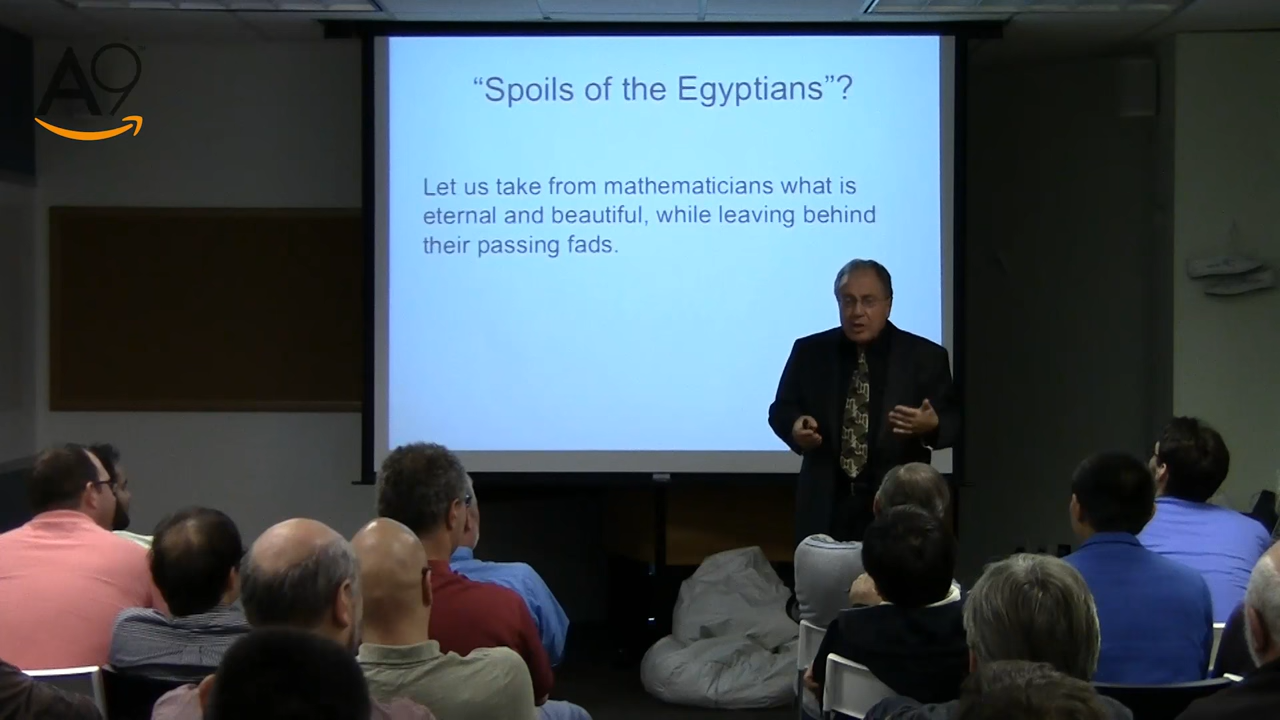 A9
“Spoils of the Egyptians”?
Let us take from mathematicians what is
eternal and beautiful, while leaving behind
their passing fads.